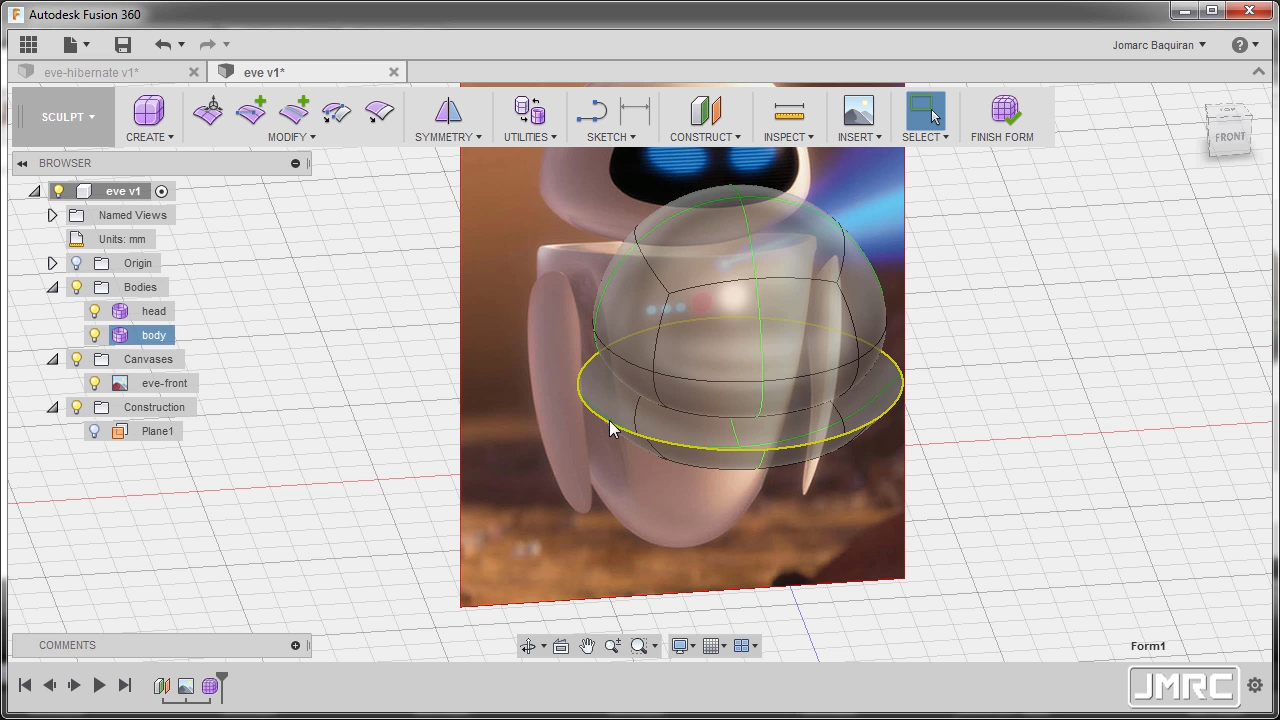 Autodesk Fusion 360
Jomarc Baquiran
eve-hibernate v1*
eve v1*
SCULPT
CREATE
MODIFY
SYMMETRY
UTILITIES
SKETCH
CONSTRUCT
INSPECT
INSERT
SELECT
FINISH FORM
TOP
FRONT
BROWSER
eve v1
Named Views
Units: mm
Origin
Bodies
head
body
Canvases
eve-front
Construction
Plane1
COMMENTS
Form1
JMRC